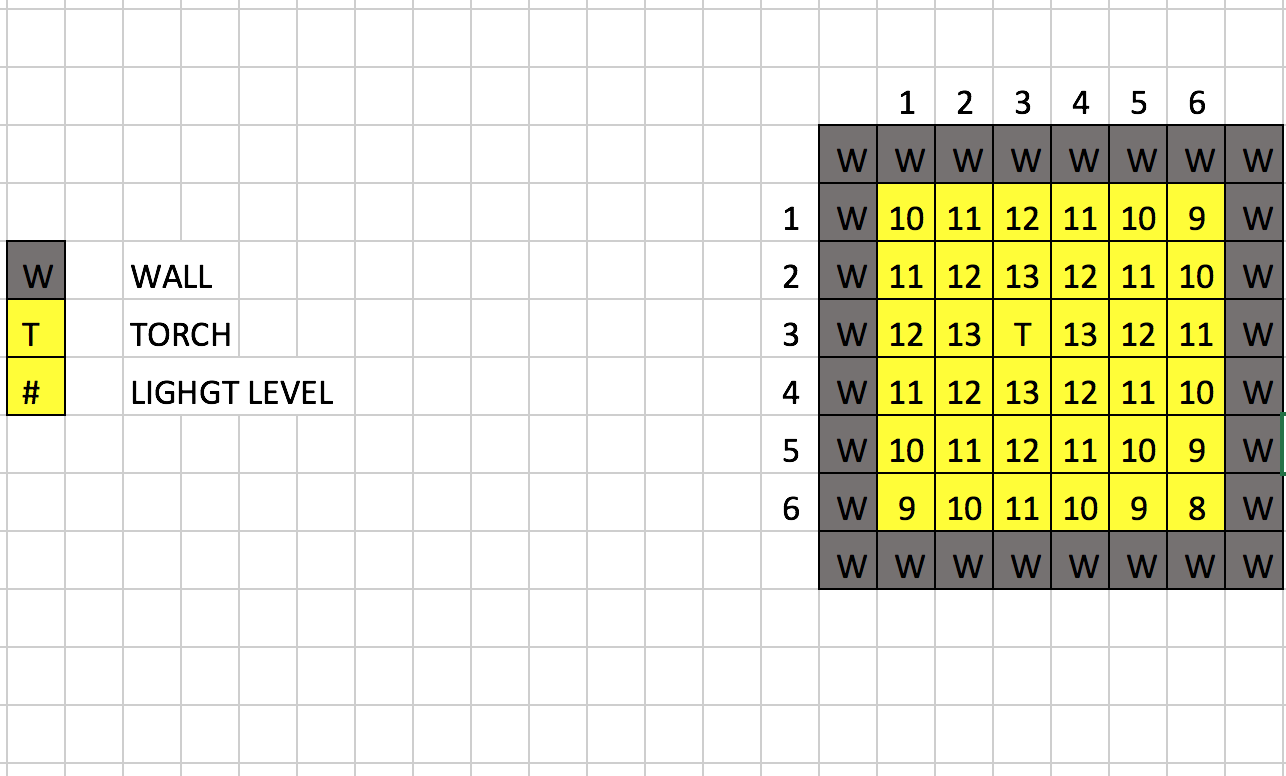 1 2 3 4 5 6
W W W W W W W W
1 W 10 11 12 11 10 9 W
W WALL 2 W 11 12 13 12 11 10 W
T TORCH 3 W 12 13 T 13 12 11 W
# LIGHGT LEVEL 4 W 11 12 13 12 11 10 W
5 W 10 11 12 11 10 9 W
6 W 9 10 11 10 9 8 W
W W W W W W W W